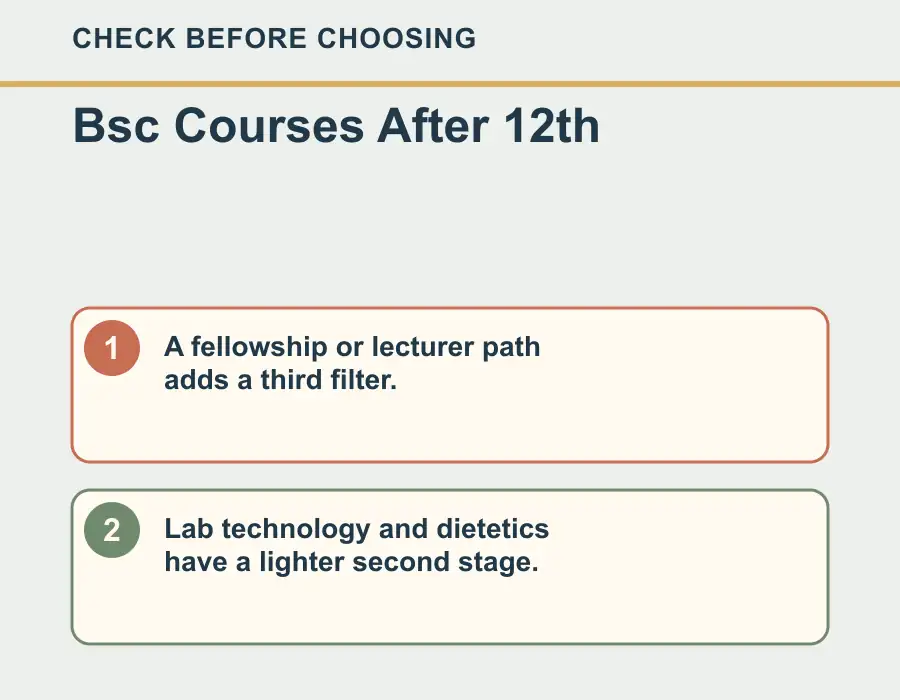 CHECK BEFORE CHOOSING
Bsc Courses After 12th
1
A fellowship or lecturer path
adds a third filter.
2
Lab technology and dietetics
have a lighter second stage.